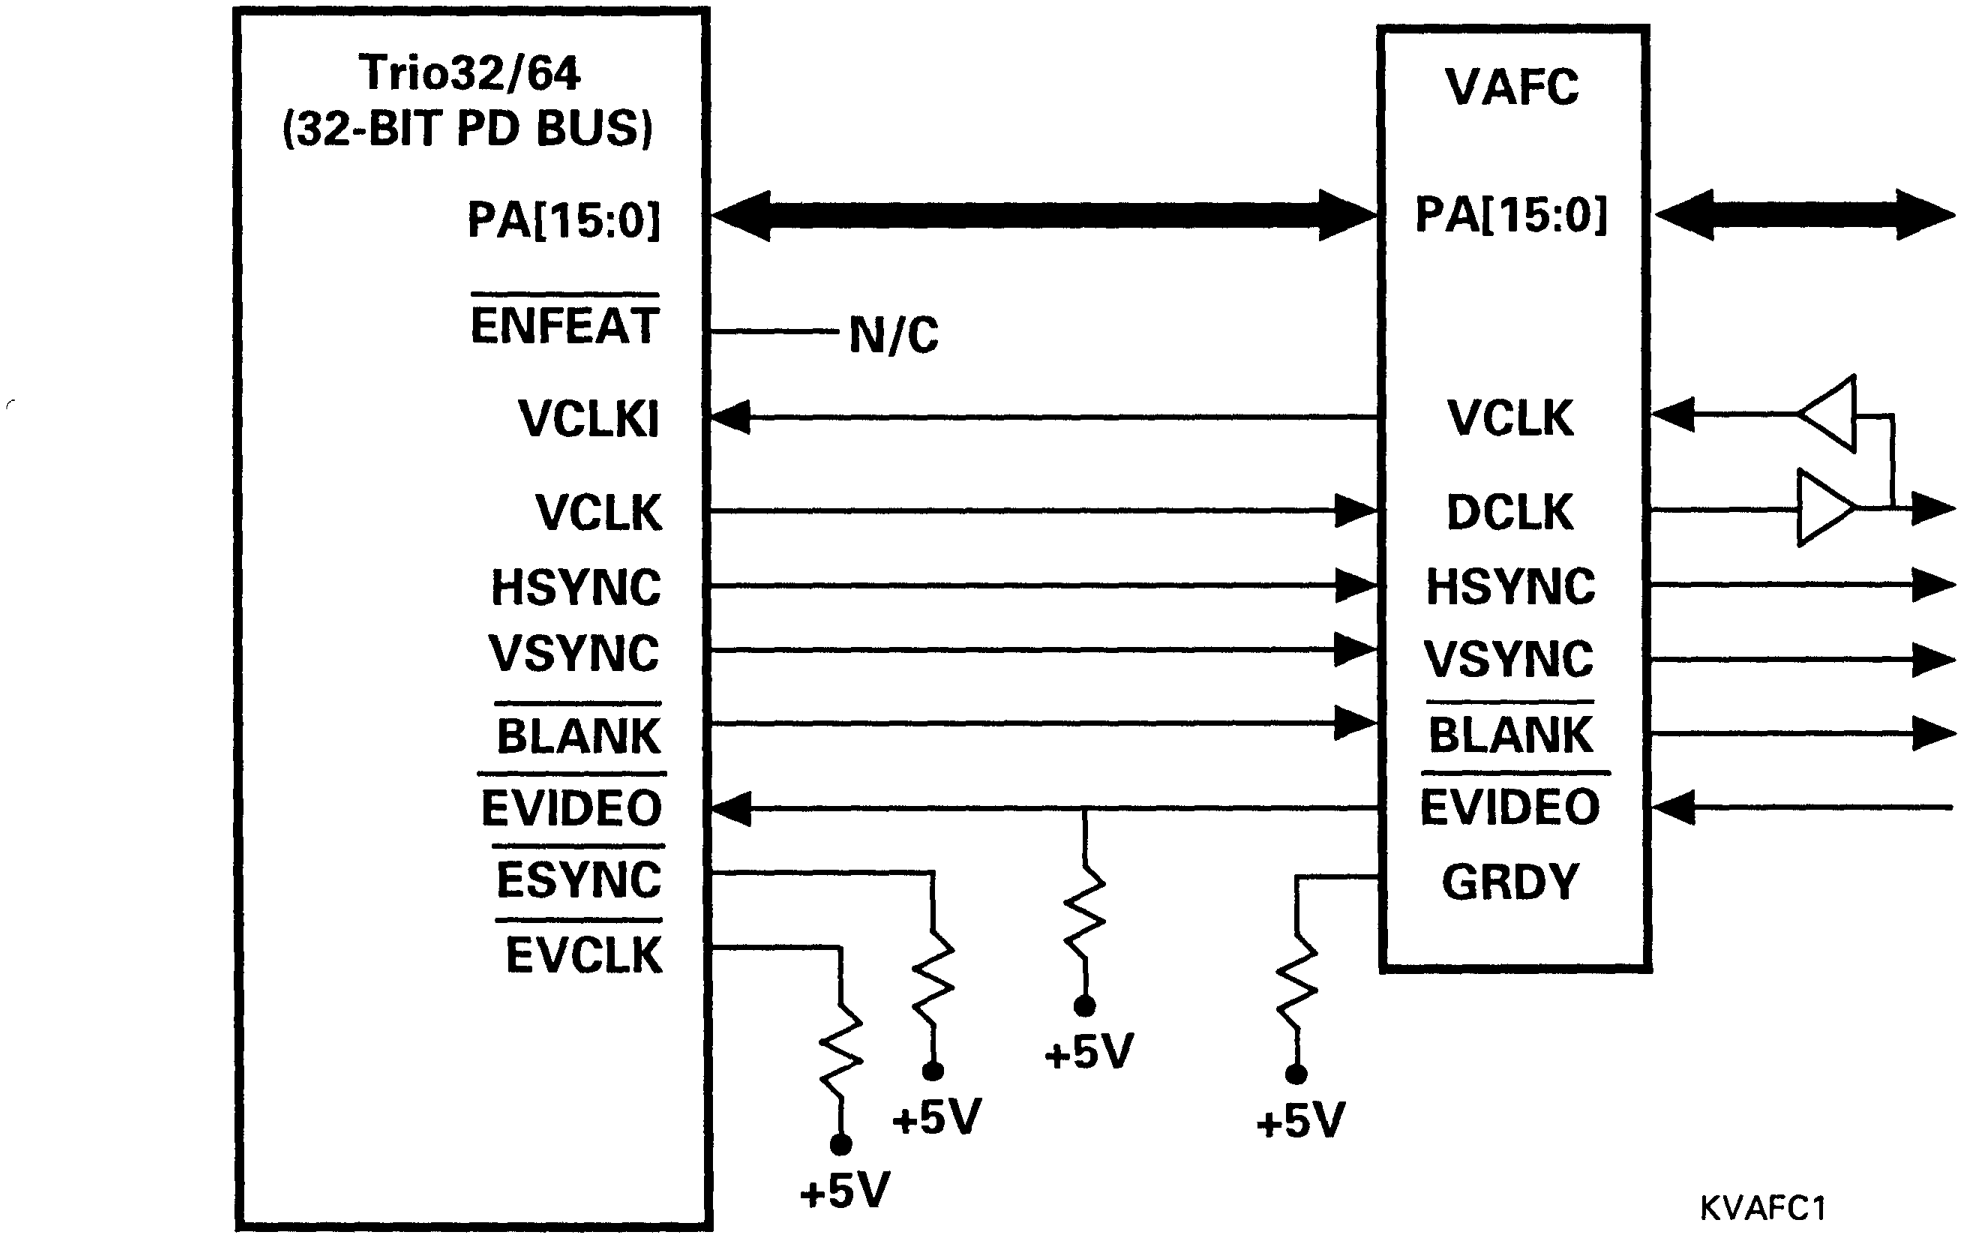 Trio32/64
(32-BIT PD BUS)
PA[15:0]
ENFEAT
N/C
VCLKI
VCLK
HSYNC
VSYNC
BLANK
EVIDEO
ESYNC
EVCLK
+5V
+5V
+5V
+5V
VAFC
PA[15:0]
VCLK
DCLK
HSYNC
VSYNC
BLANK
EVIDEO
GRDY
KVAFC1